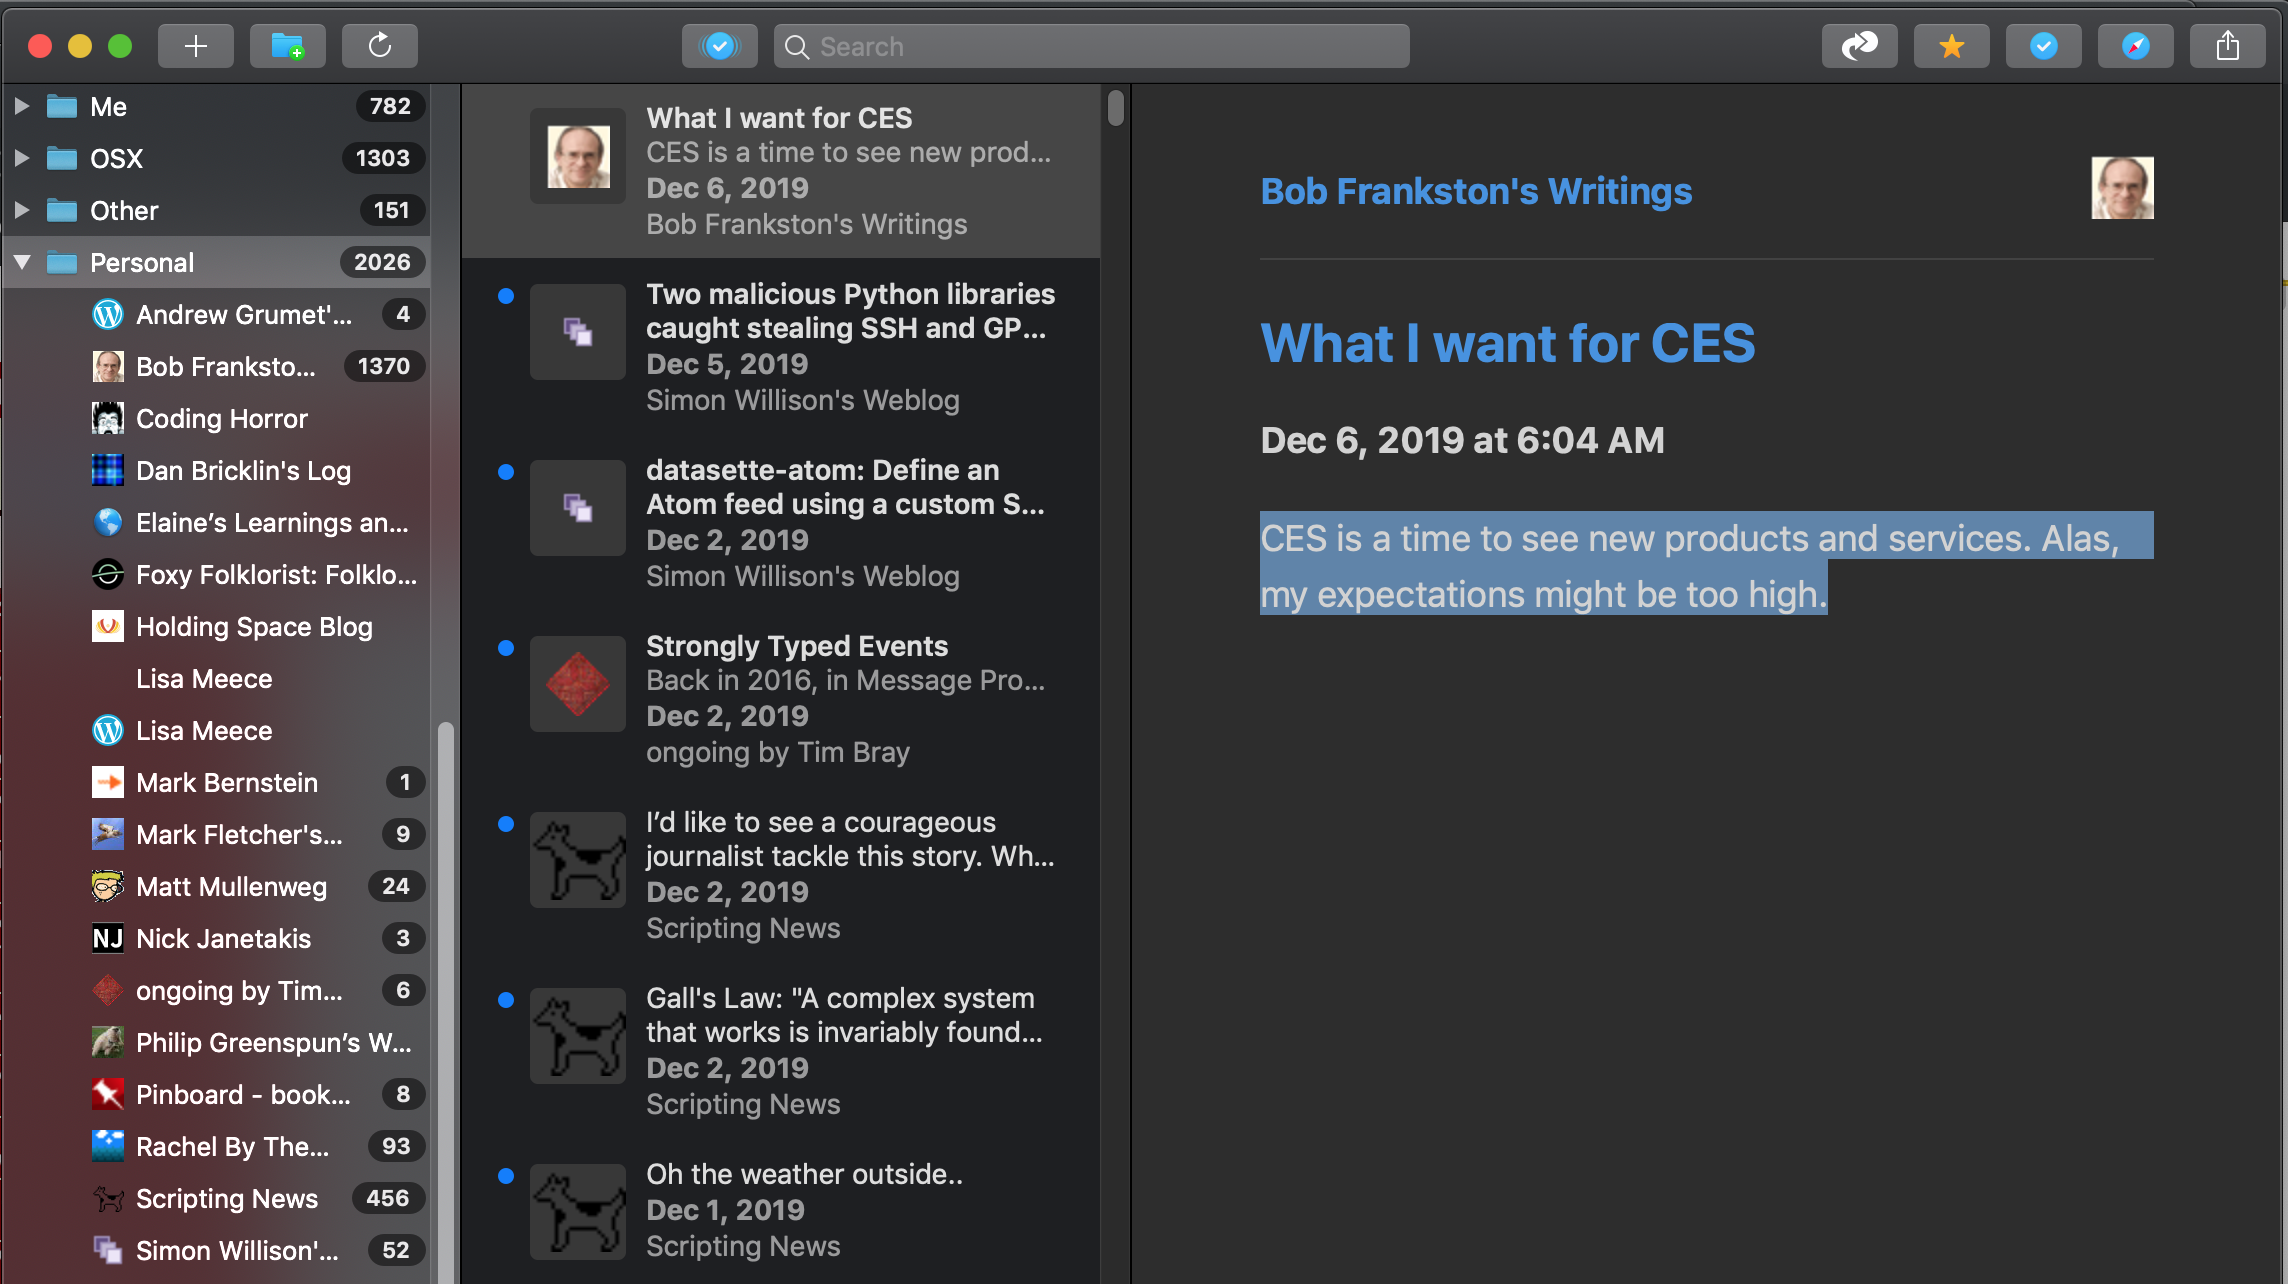 Search
Me 782
OSX 1303
Other 151
Personal 2026
Andrew Grumet'... 4
Bob Franksto... 1370
Coding Horror
Dan Bricklin's Log
Elaine’s Learnings an...
Foxy Folklorist: Folklo...
Holding Space Blog
Lisa Meece
Lisa Meece
Mark Bernstein 1
Mark Fletcher's... 9
Matt Mullenweg 24
NJ Nick Janetakis 3
ongoing by Tim... 6
Philip Greenspun’s W...
Pinboard - book... 8
Rachel By The... 93
Scripting News 456
Simon Willison'... 52
What I want for CES
CES is a time to see new prod...
Dec 6, 2019
Bob Frankston's Writings
Two malicious Python libraries
caught stealing SSH and GP...
Dec 5, 2019
Simon Willison's Weblog
datasette-atom: Define an
Atom feed using a custom S...
Dec 2, 2019
Simon Willison's Weblog
Strongly Typed Events
Back in 2016, in Message Pro...
Dec 2, 2019
ongoing by Tim Bray
I’d like to see a courageous
journalist tackle this story. Wh...
Dec 2, 2019
Scripting News
Gall's Law: "A complex system
that works is invariably found...
Dec 2, 2019
Scripting News
Oh the weather outside..
Dec 1, 2019
Scripting News
Bob Frankston's Writings
What I want for CES
Dec 6, 2019 at 6:04 AM
CES is a time to see new products and services. Alas,
my expectations might be too high.